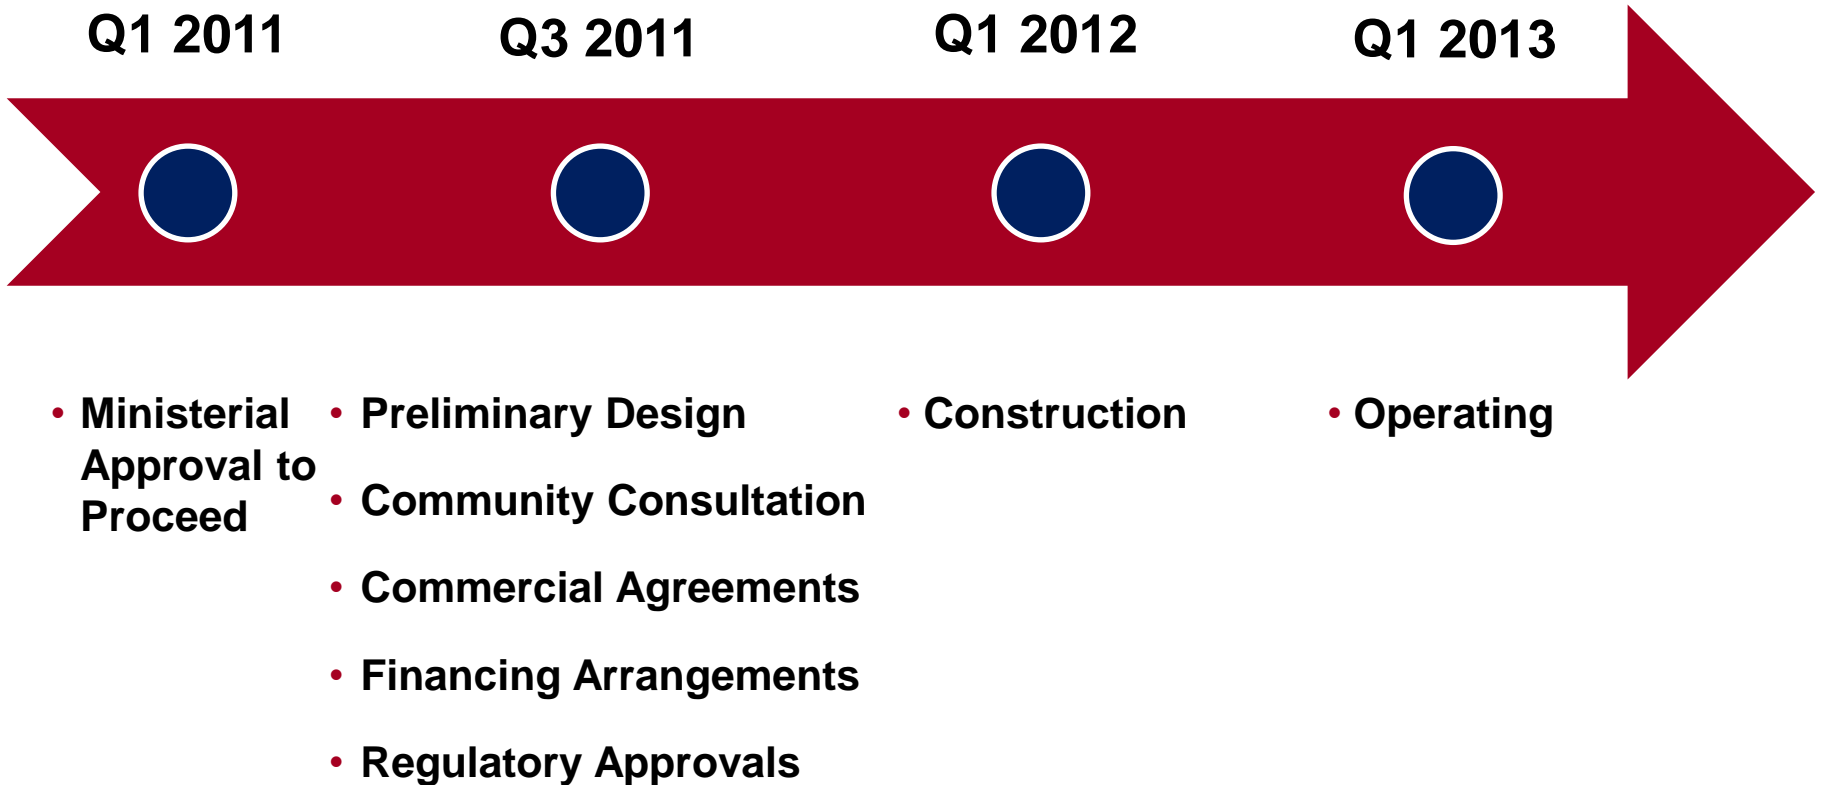 Q1 2011
Q3 2011
Q1 2012
Q1 2013
• Ministerial
Approval to
Proceed
• Preliminary Design
• Community Consultation
• Commercial Agreements
• Financing Arrangements
• Regulatory Approvals
• Construction
• Operating